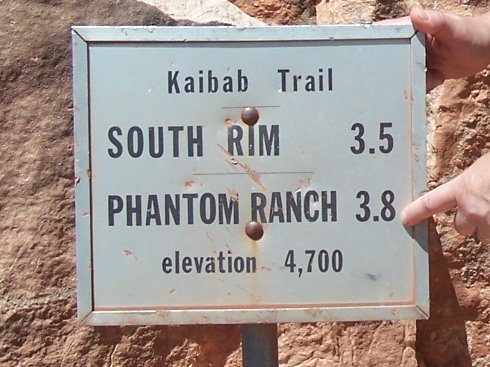 Kaibab Trail
SOUTH RIM 3.5
PHANTOM RANCH 3.8
elevation 4,700